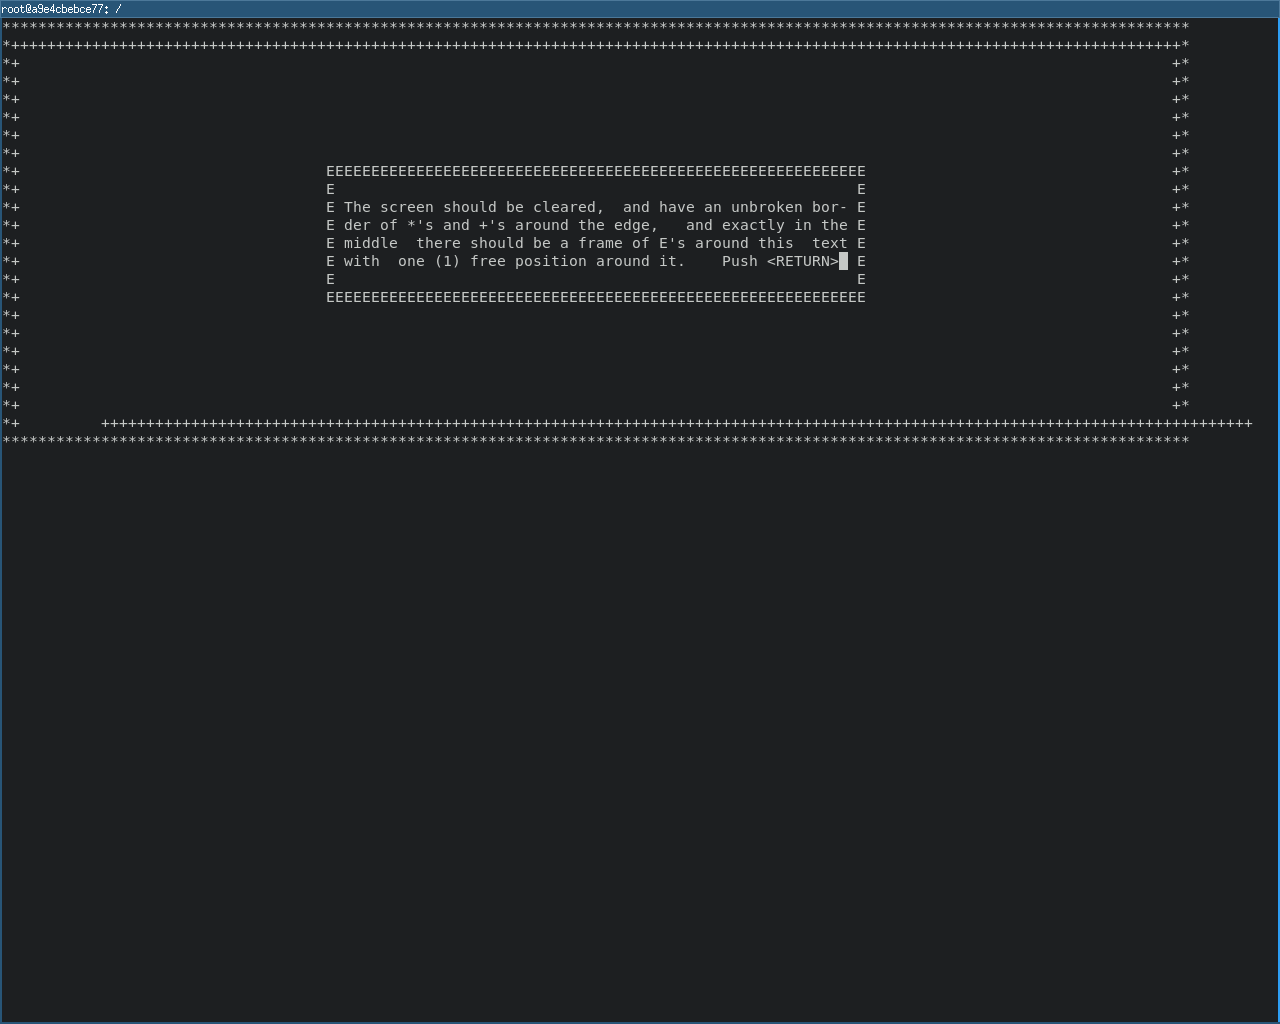 ************************************************************************************************************************************
*++++++++++++++++++++++++++++++++++++++++++++++++++++++++++++++++++++++++++++++++++++++++++++++++++++++++++++++++++++++++++++++++++*
*+ +*
*+ +*
*+ +*
*+ +*
*+ +*
*+ +*
*+ EEEEEEEEEEEEEEEEEEEEEEEEEEEEEEEEEEEEEEEEEEEEEEEEEEEEEEEEEEEE +*
*+ E E +*
*+ E The screen should be cleared,  and have an unbroken bor- E +*
*+ E der of *'s and +'s around the edge,   and exactly in the E +*
*+ E middle  there should be a frame of E's around this  text E +*
*+ E with  one (1) free position around it.    Push <RETURN> E +*
*+ E E +*
*+ EEEEEEEEEEEEEEEEEEEEEEEEEEEEEEEEEEEEEEEEEEEEEEEEEEEEEEEEEEEE +*
*+ +*
*+ +*
*+ +*
*+ +*
*+ +*
*+ +*
*+ ++++++++++++++++++++++++++++++++++++++++++++++++++++++++++++++++++++++++++++++++++++++++++++++++++++++++++++++++++++++++++++++++
************************************************************************************************************************************
root@a9e4cbebce77: /